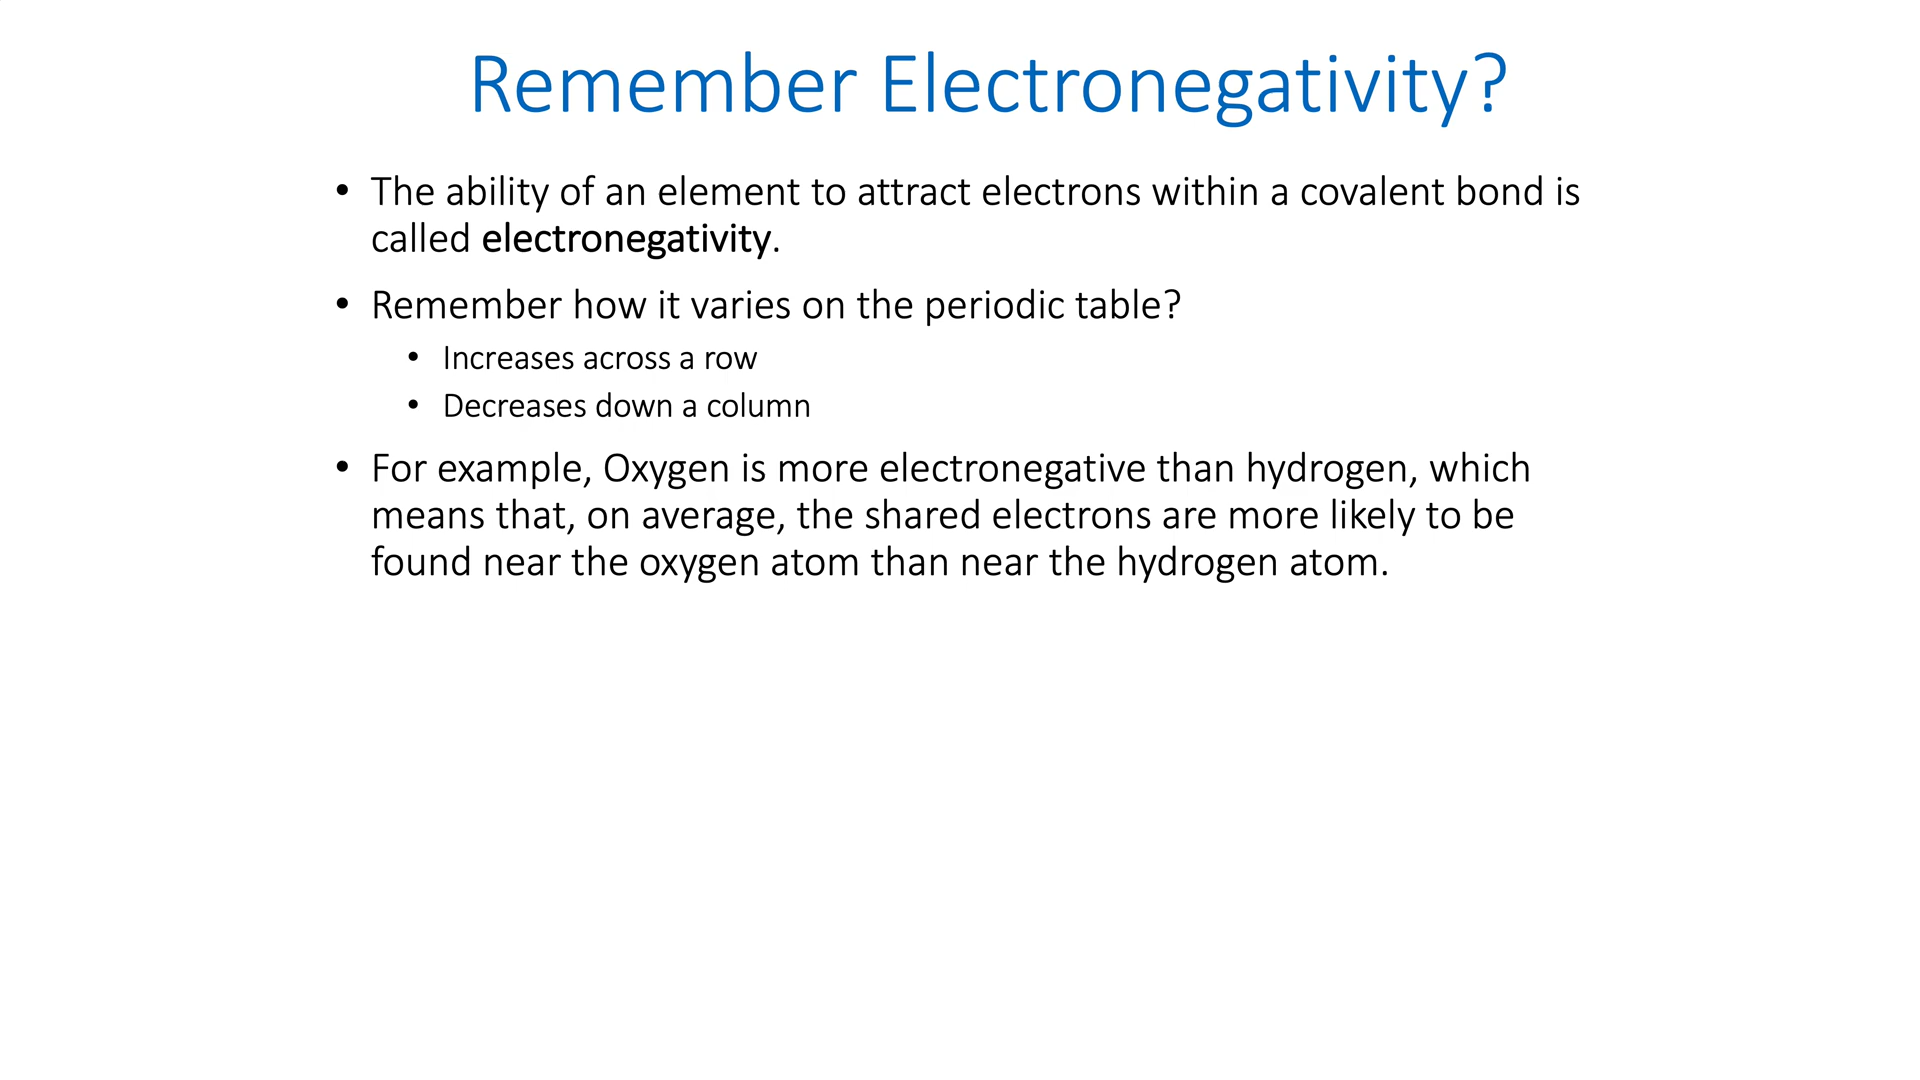 Remember Electronegativity?
• The ability of an element to attract electrons within a covalent bond is
called electronegativity.
• Remember how it varies on the periodic table?
• Increases across a row
• Decreases down a column
• For example, Oxygen is more electronegative than hydrogen, which
means that, on average, the shared electrons are more likely to be
found near the oxygen atom than near the hydrogen atom.